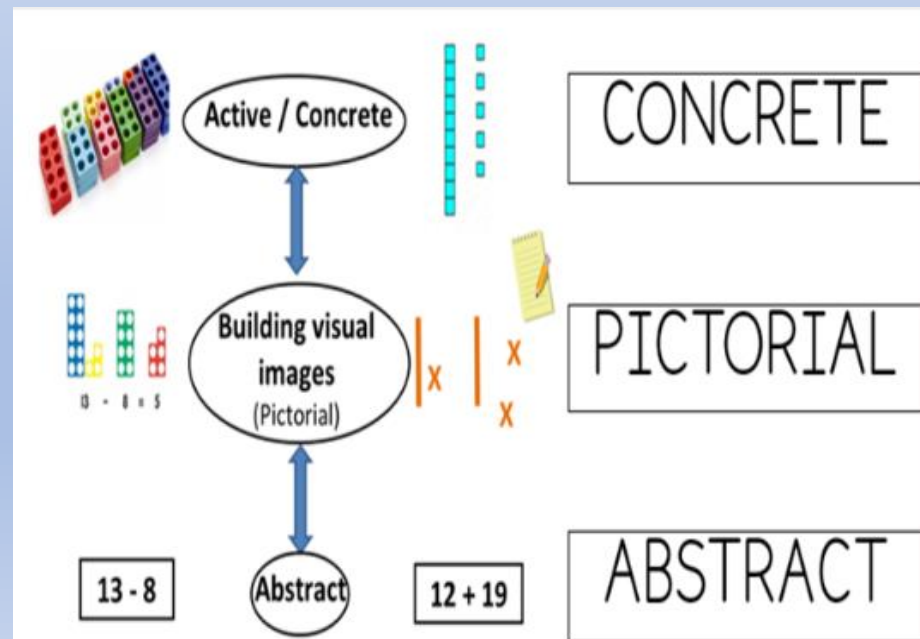 Active / Concrete
CONCRETE
Building visual
images
(Pictorial)
X
X
X
PICTORIAL
13 - 8 = 5
13 - 8
Abstract
12 + 19
ABSTRACT